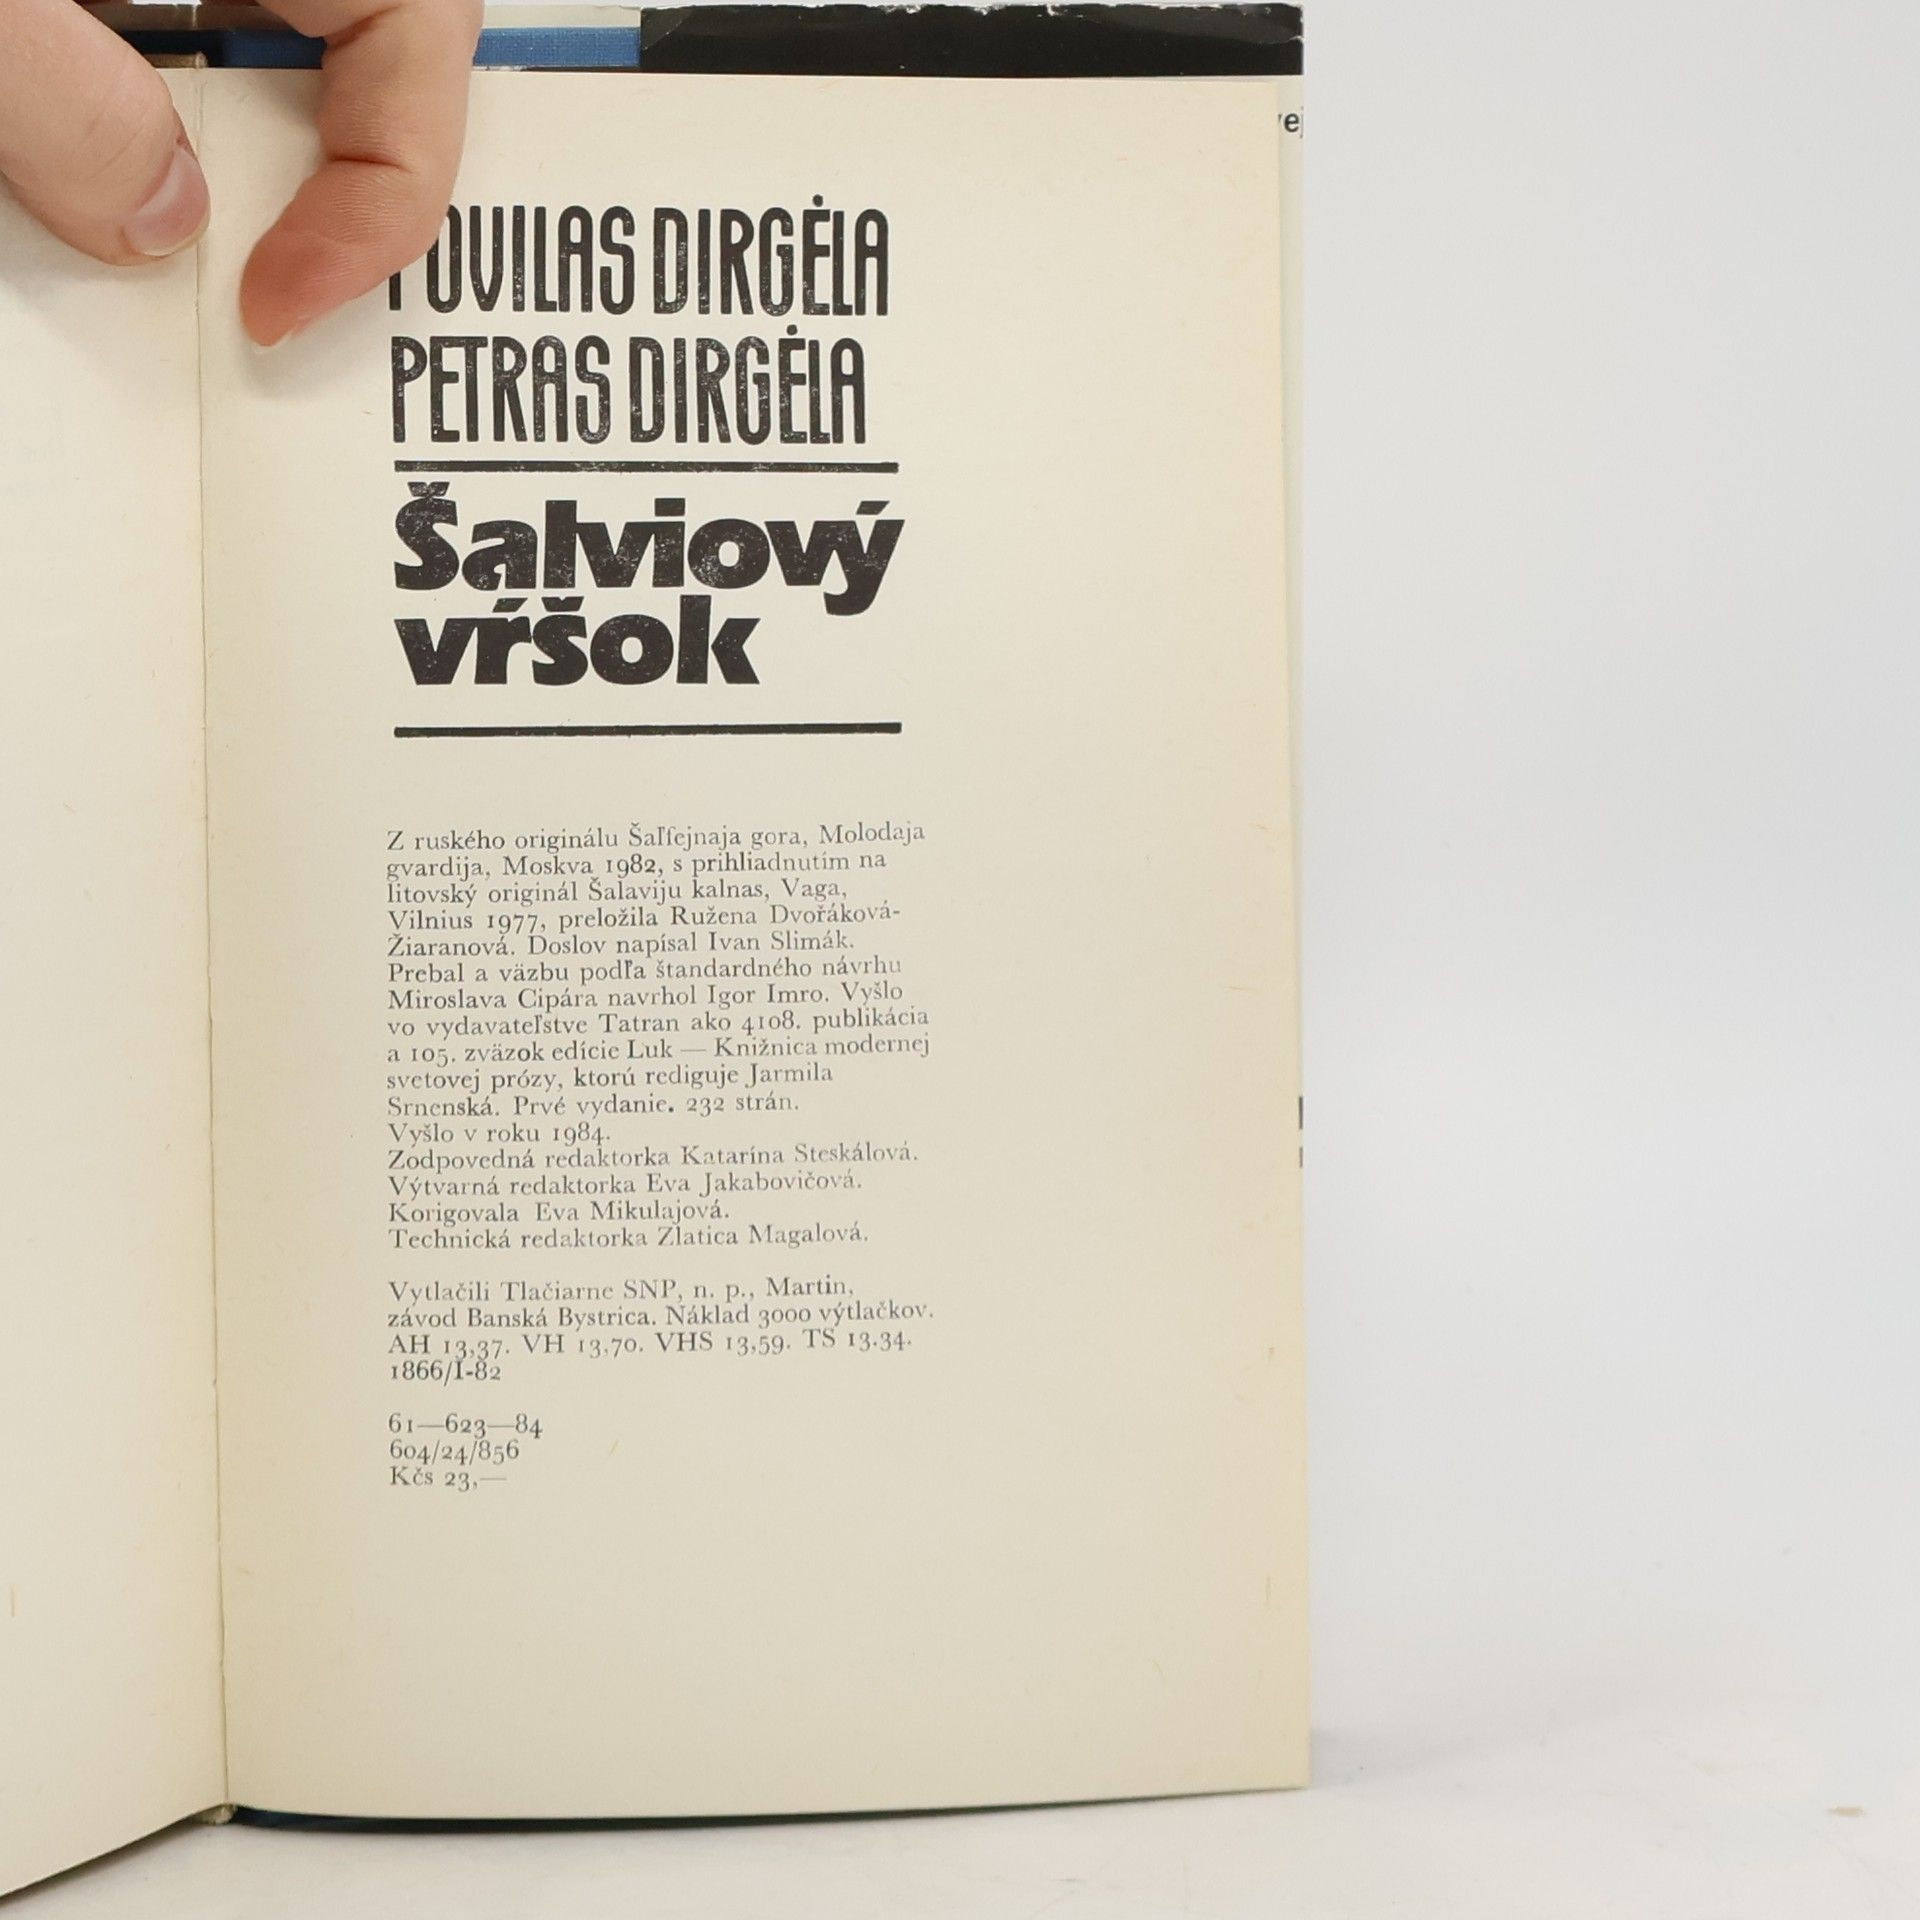 vej
POVILAS DIRGĖLA
PETRAS DIRGĖLA
Šalviový
vŕšok
Z ruského originálu Šaľfejnaja gora, Molodaja
gvardija, Moskva 1982, s prihliadnutím na
litovský originál Šalaviju kalnas, Vaga,
Vilnius 1977, preložila Ružena Dvořáková-
Žiaranová. Doslov napísal Ivan Slimák.
Prebal a väzbu podľa štandardného návrhu
Miroslava Cipára navrhol Igor Imro. Vyšlo
vo vydavateľstve Tatran ako 4108. publikácia
a 105. zväzok edície Luk — Knižnica modernej
svetovej prózy, ktorú rediguje Jarmila
Srnenská. Prvé vydanie. 232 strán.
Vyšlo v roku 1984.
Zodpovedná redaktorka Katarína Steskálová.
Výtvarná redaktorka Eva Jakabovičová.
Korigovala Eva Mikulajová.
Technická redaktorka Zlatica Magalová.
Vytlačili Tlačiarne SNP, n. p., Martin,
závod Banská Bystrica. Náklad 3000 výtlačkov.
AH 13,37. VH 13,70. VHS 13,59. TS 13.34.
1866/I-82
61—623—84
604/24/856
Kčs 23,—